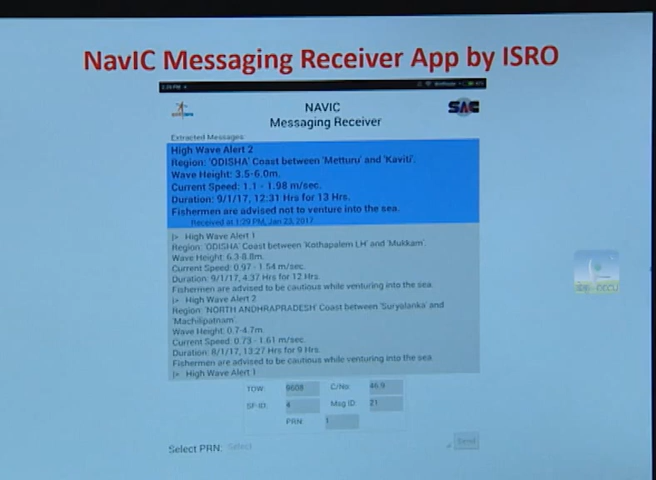 NavIC Messaging Receiver App by ISRO
NAVIC
SAC
Messaging Receiver
Extracted Messages:
High Wave Alert 2
Region: 'ODISHA' Coast between 'Metturu' and 'Kaviti'.
Wave Height: 3.5-6.0m.
Current Speed: 1.1 - 1.98 m/sec.
Duration: 9/1/17, 12:31 Hrs for 13 Hrs.
Fishermen are advised not to venture into the sea.
Received at 1:29 PM, Jan 23, 2017
|> High Wave Alert 1
Region: 'ODISHA' Coast between 'Kothapalem LH' and 'Mukkam'.
Wave Height: 6.3-8.8m.
Current Speed: 0.97 - 1.54 m/sec.
Duration: 9/1/17, 4:37 Hrs for 12 Hrs.
Fishermen are advised to be cautious while venturing into the sea.
|> High Wave Alert 2
Region: 'NORTH ANDHRAPRADESH' Coast between 'Suryalanka' and
'Machilipatnam'
Wave Height: 0.7-4.7m.
Current Speed: 0.73 - 1.61 m/sec.
Duration: 8/1/17, 13:27 Hrs for 9 Hrs.
Fishermen are advised to be cautious while venturing into the sea
|> High Wave Alert 1
TOW: 9608 C/No: 46.9
SF-ID: 4 Msg ID: 21
PRN: 1
Select PRN: Select
Send